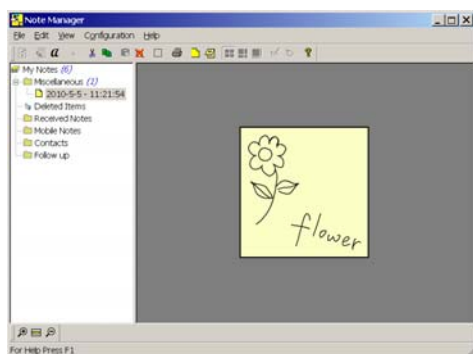 Note Manager
File Edit View Configuration Help
My Notes (6)
Miscellaneous (1)
2010-5-5 - 11:21:54
Deleted Items
Received Notes
Mobile Notes
Contacts
Follow up
flower
For Help Press F1